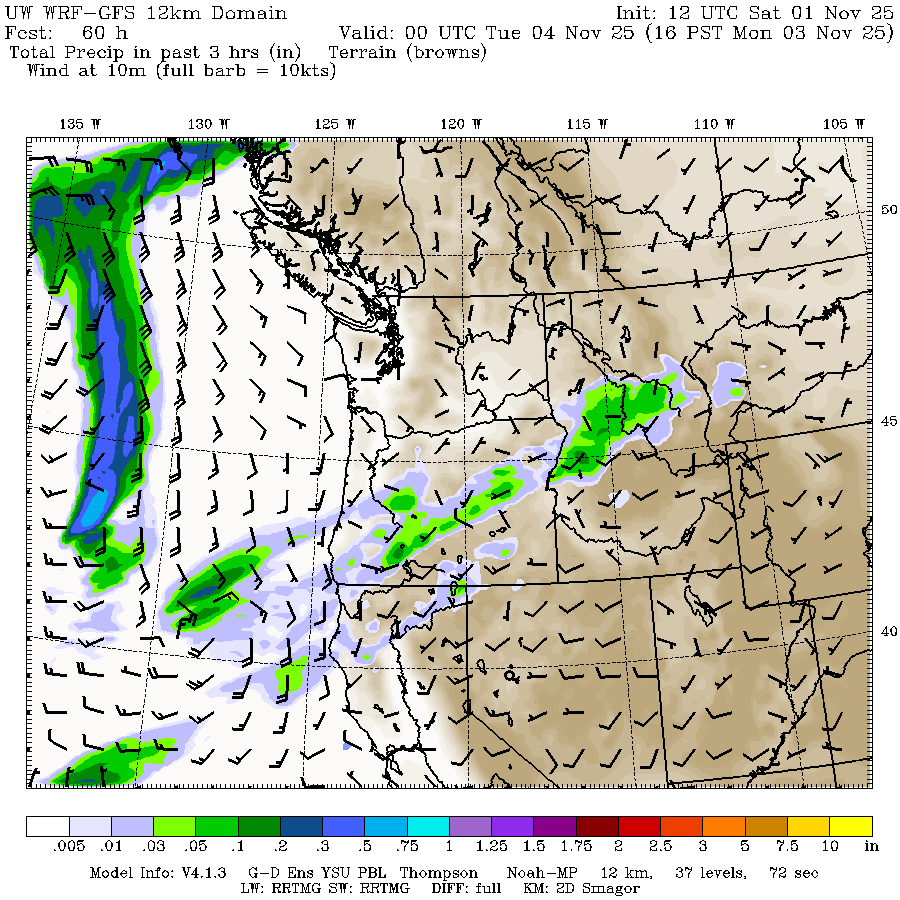 UW WRF-GFS 12km Domain Init: 12 UTC Sat 01 Nov 25
Fcst: 60 h Valid: 00 UTC Tue 04 Nov 25 (16 PST Mon 03 Nov 25)
Total Precip in past 3 hrs (in) Terrain (browns)
Wind at 10m (full barb = 10kts)
135 W 130 W 125 W 120 W 115 W 110 W 105 W
50
45
40
.005 .01 .03 .05 .1 .2 .3 .5 .75 1 1.25 1.5 1.75 2 2.5 3 5 7.5 10 in
Model Info: V4.1.3 G-D Ens YSU PBL Thompson Noah-MP 12 km, 37 levels, 72 sec
LW: RRTMG SW: RRTMG DIFF: full KM: 2D Smagor